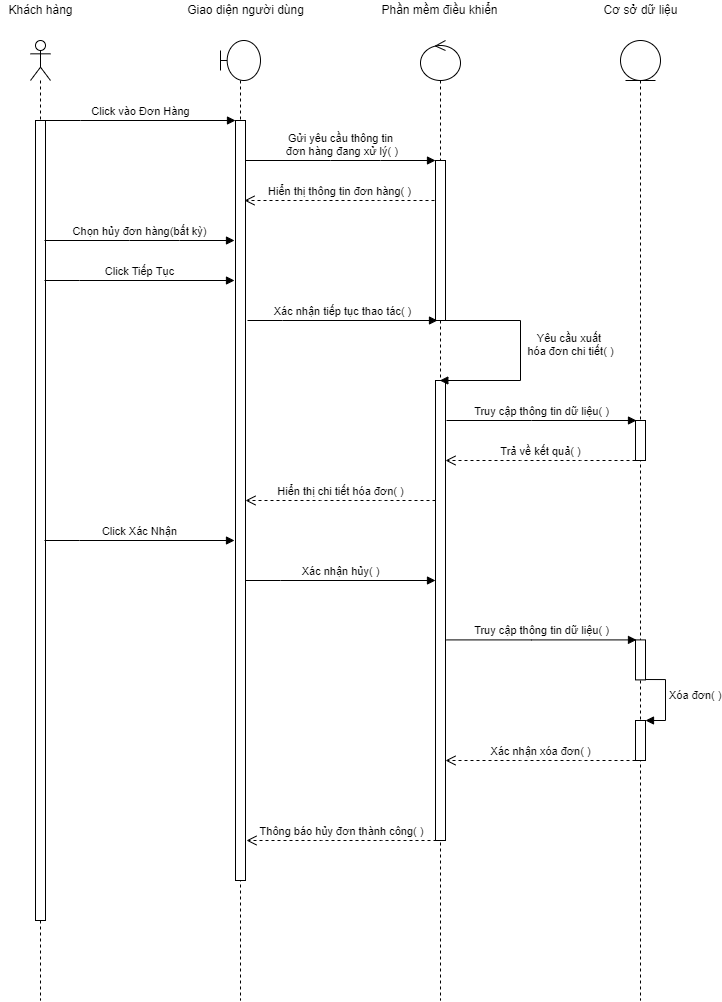 Khách hàng
Giao diện người dùng
Phần mềm điều khiển
Cơ sở dữ liệu
Click vào Đơn Hàng
Gửi yêu cầu thông tin
đơn hàng đang xử lý( )
Hiển thị thông tin đơn hàng( )
Chọn hủy đơn hàng(bất kỳ)
Click Tiếp Tục
Xác nhận tiếp tục thao tác( )
Yêu cầu xuất
hóa đơn chi tiết( )
Truy cập thông tin dữ liệu( )
Trả về kết quả( )
Hiển thị chi tiết hóa đơn( )
Click Xác Nhận
Xác nhận hủy( )
Truy cập thông tin dữ liệu( )
Xóa đơn( )
Xác nhận xóa đơn( )
Thông báo hủy đơn thành công( )